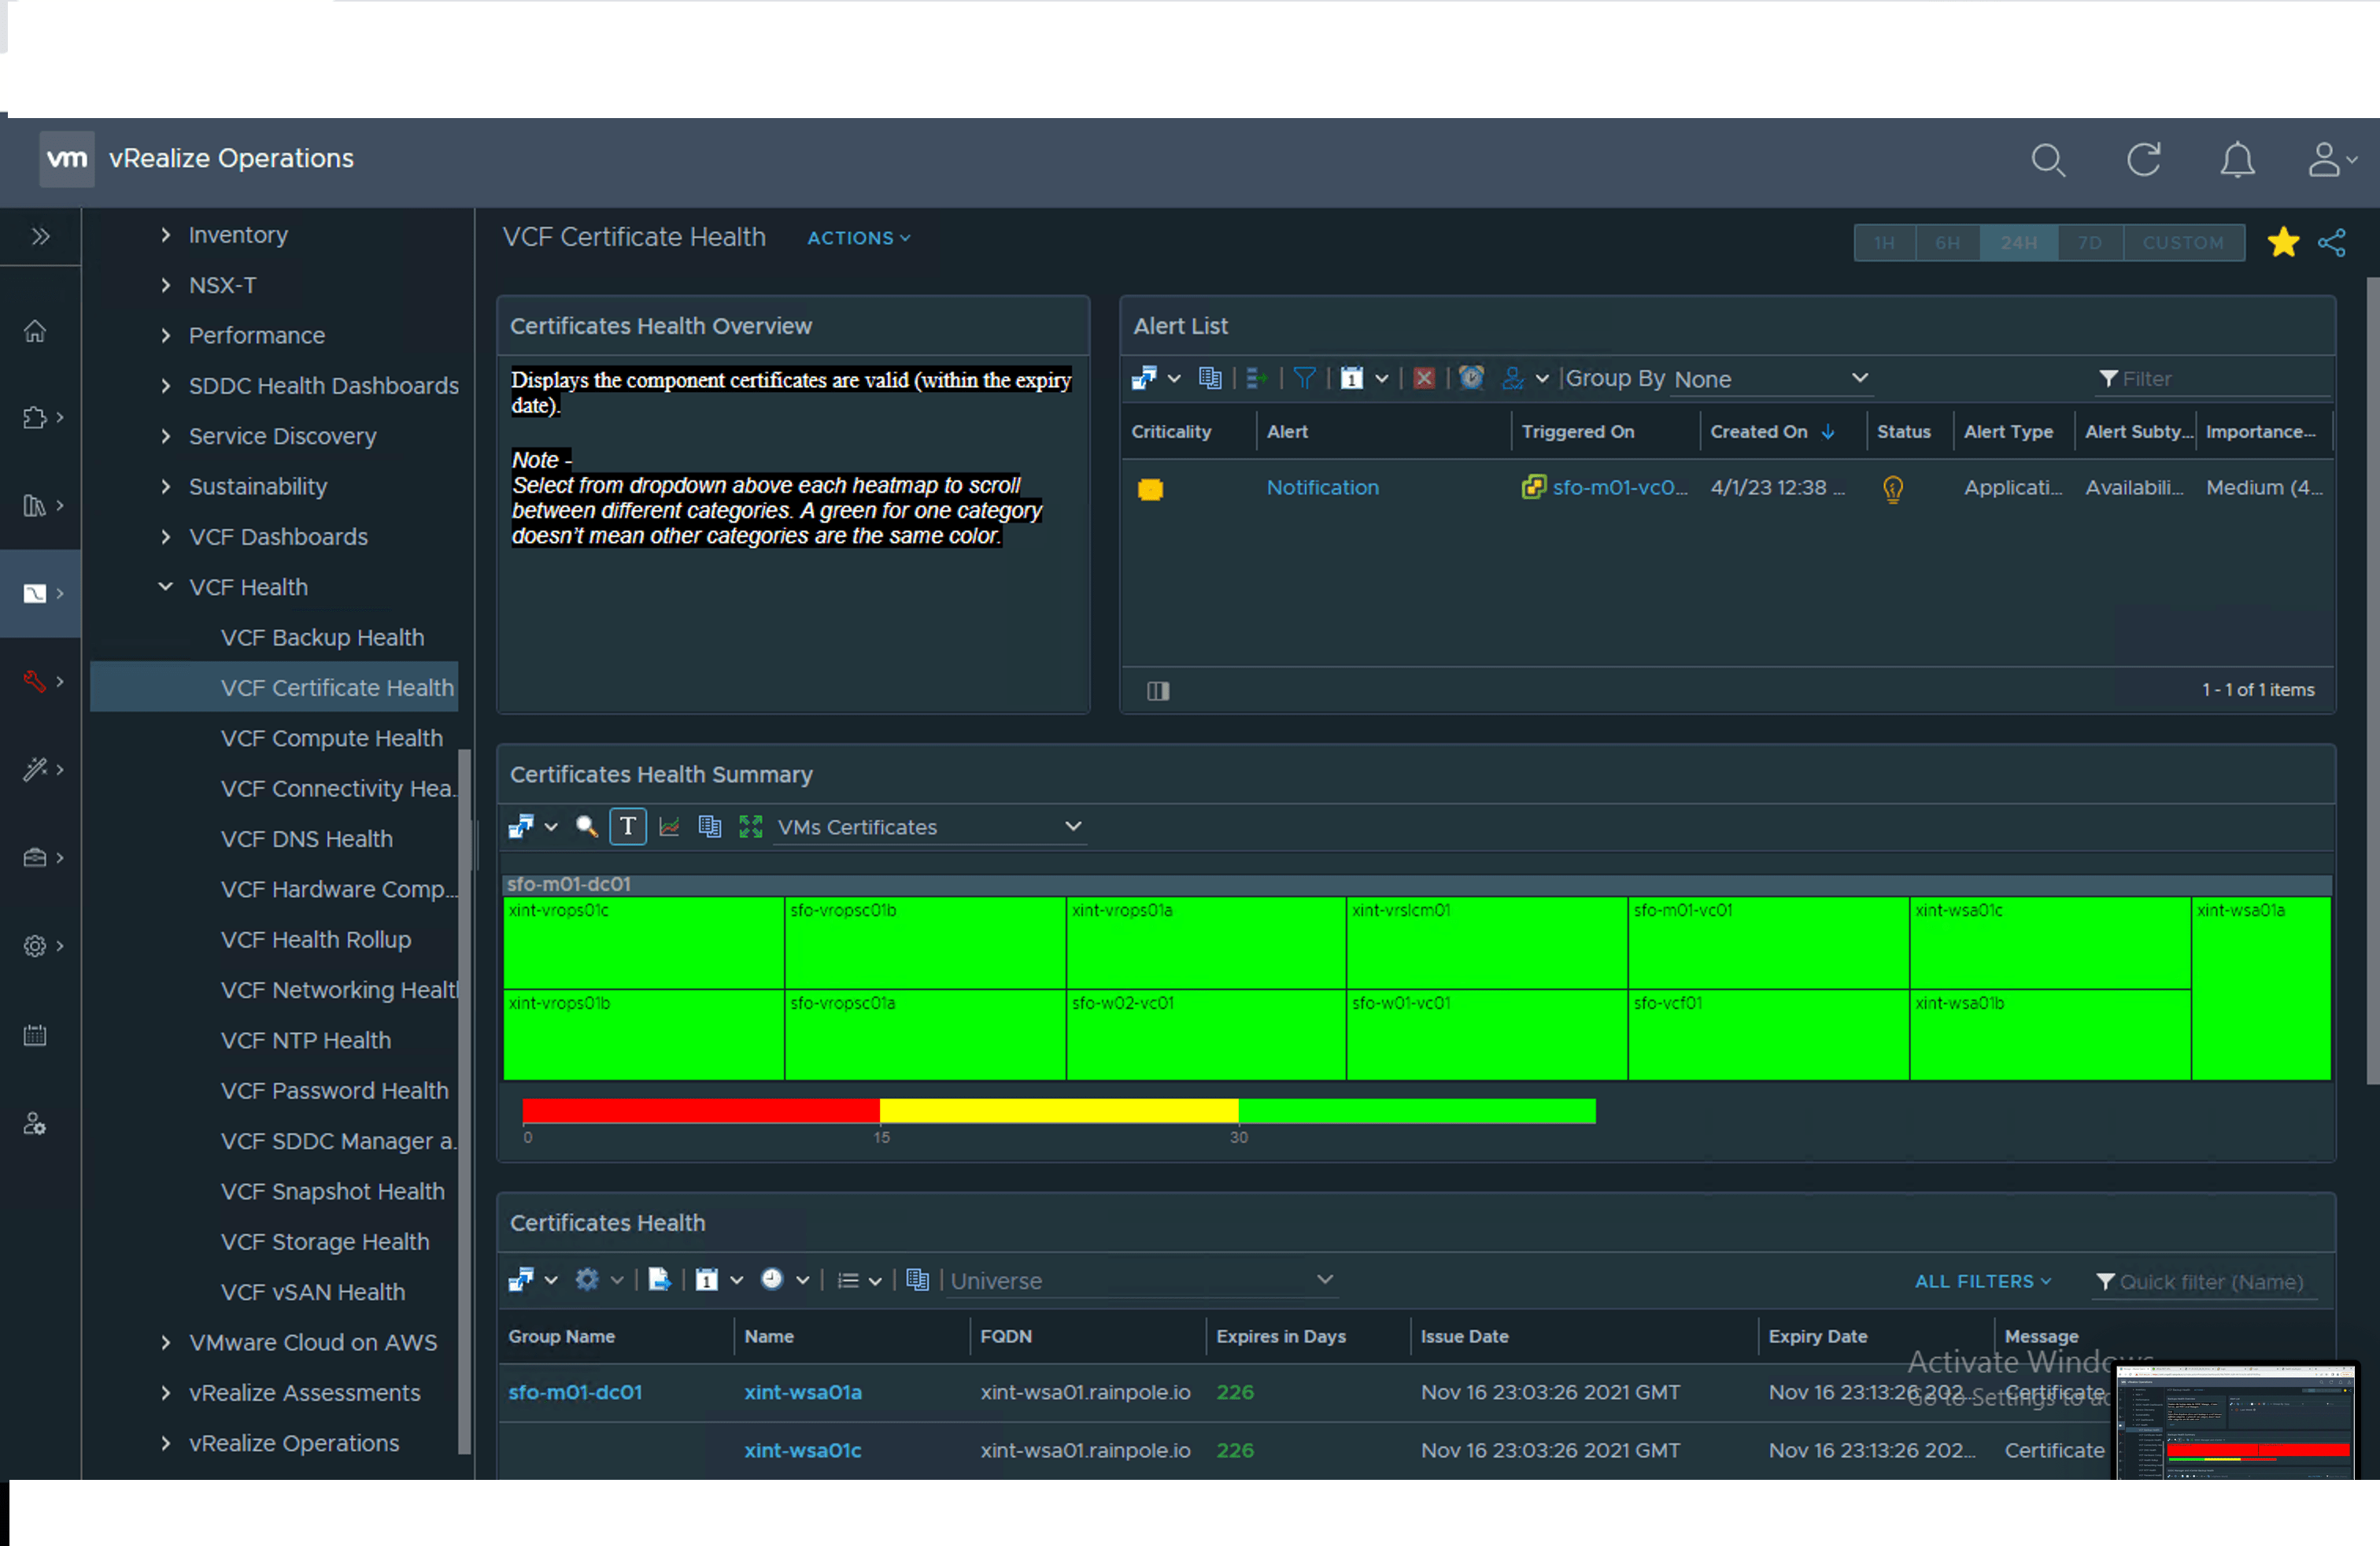 vm vRealize Operations
Inventory
NSX-T
Performance
SDDC Health Dashboards
Service Discovery
Sustainability
VCF Dashboards
VCF Health
VCF Backup Health
VCF Certificate Health
VCF Compute Health
VCF Connectivity Hea..
VCF DNS Health
VCF Hardware Comp...
VCF Health Rollup
VCF Networking Healt
VCF NTP Health
VCF Password Health
VCF SDDC Manager a..
VCF Snapshot Health
VCF Storage Health
VCF vSAN Health
VMware Cloud on AWS
vRealize Assessments
vRealize Operations
VCF Certificate Health ACTIONS
1H 6H 24H 7D CUSTOM
Certificates Health Overview
Displays the component certificates are valid (within the expiry
date).
Note -
Select from dropdown above each heatmap to scroll
between different categories. A green for one category
doesn't mean other categories are the same color.
Alert List
1 Group By None Filter
Criticality Alert Triggered On Created On Status Alert Type Alert Subty... Importance...
Notification sfo-m01-vc0... 4/1/23 12:38 ... Applicati... Availabili... Medium (4...
1 - 1 of 1 items
Certificates Health Summary
T VMs Certificates
sfo-m01-dc01
xint-vrops01c sfo-vropsc01b xint-vrops01a xint-vrslcm01 sfo-m01-vc01 xint-wsa01c xint-wsa01a
xint-vrops01b sfo-vropsc01a sfo-w02-vc01 sfo-w01-vc01 sfo-vcf01 xint-wsa01b
0 15 30
Certificates Health
1 Universe ALL FILTERS Quick filter (Name)
Group Name Name FQDN Expires in Days Issue Date Expiry Date Message
sfo-m01-dc01 xint-wsa01a xint-wsa01.rainpole.io 226 Nov 16 23:03:26 2021 GMT Nov 16 23:13:26 202... Certificate
xint-wsa01c xint-wsa01.rainpole.io 226 Nov 16 23:03:26 2021 GMT Nov 16 23:13:26 202... Certificate
Activate Windows
Go to Settings to ac